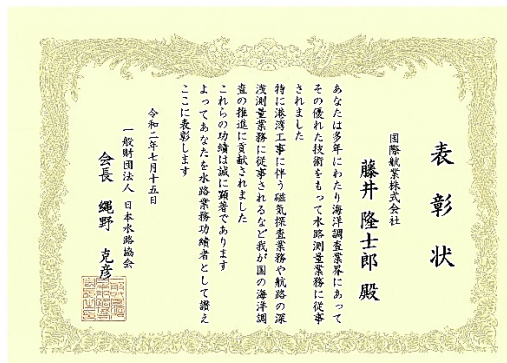 表彰状
国際航業株式会社
藤井 隆士郎 殿
あなたは多年にわたり海洋調査業界にあって
その優れた技術をもって水路測量業務に従事
されました
特に港湾工事に伴う磁気探査業務や航路の深
浅測量業務に従事されるなど我が国の海洋調
査の推進に貢献されました
これらの功績は誠に顕著であります
よってあなたを水路業務功績者として讃え
ここに表彰します
令和二年七月十五日
一般財団法人 日本水路協会
会長 縄野 克彦